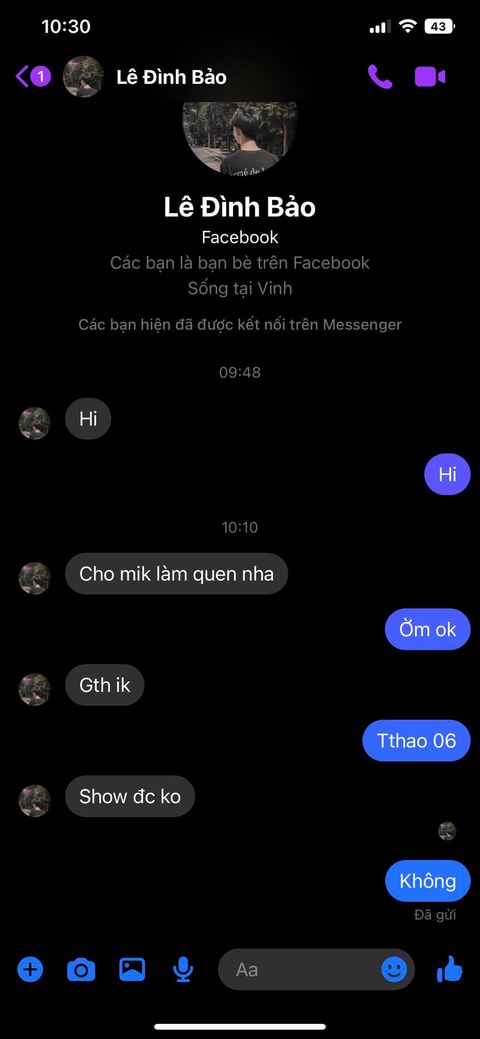 10:30
43
1
Lê Đình Bảo
Lê Đình Bảo
Facebook
Các bạn là bạn bè trên Facebook
Sống tại Vinh
Các bạn hiện đã được kết nối trên Messenger
09:48
Hi
Hi
10:10
Cho mik làm quen nha
Ờm ok
Gth ik
Tthao 06
Show đc ko
Không
Đã gửi
Aa